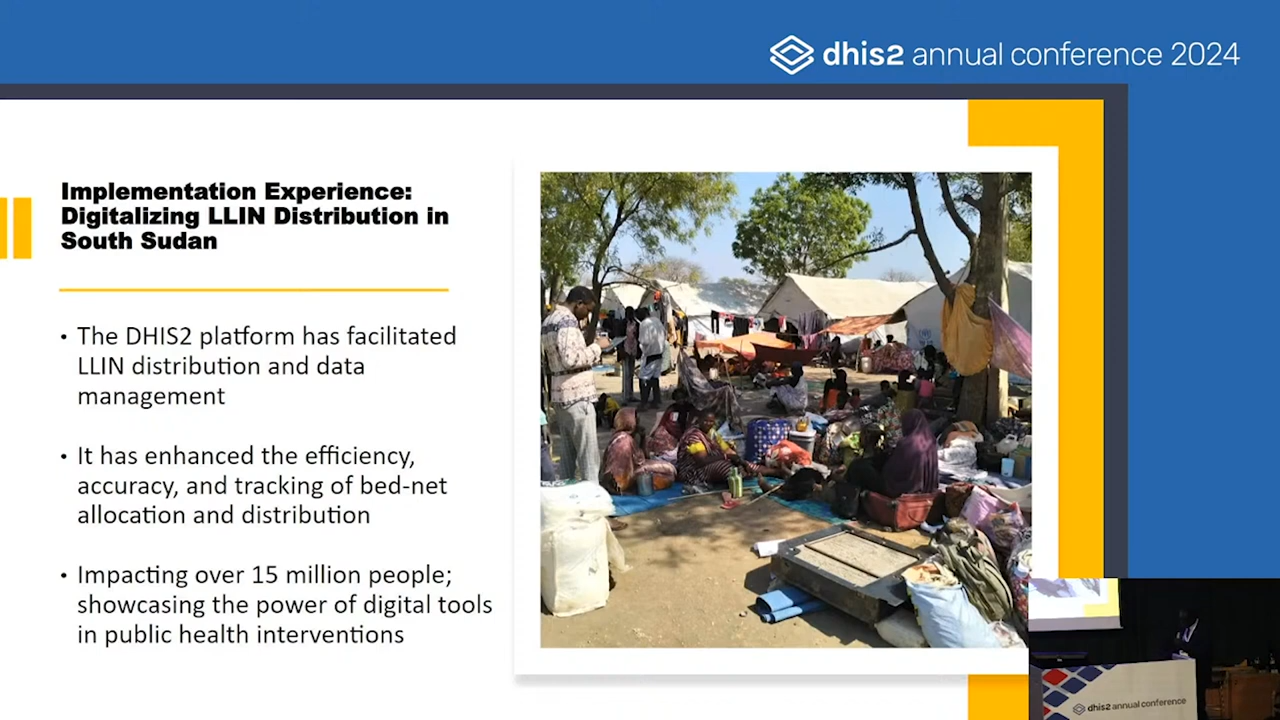 dhis2 annual conference 2024
Implementation Experience:
Digitalizing LLIN Distribution in
South Sudan
• The DHIS2 platform has facilitated
LLIN distribution and data
management
• It has enhanced the efficiency,
accuracy, and tracking of bed-net
allocation and distribution
• Impacting over 15 million people;
showcasing the power of digital tools
in public health interventions
dhis2 annual conference